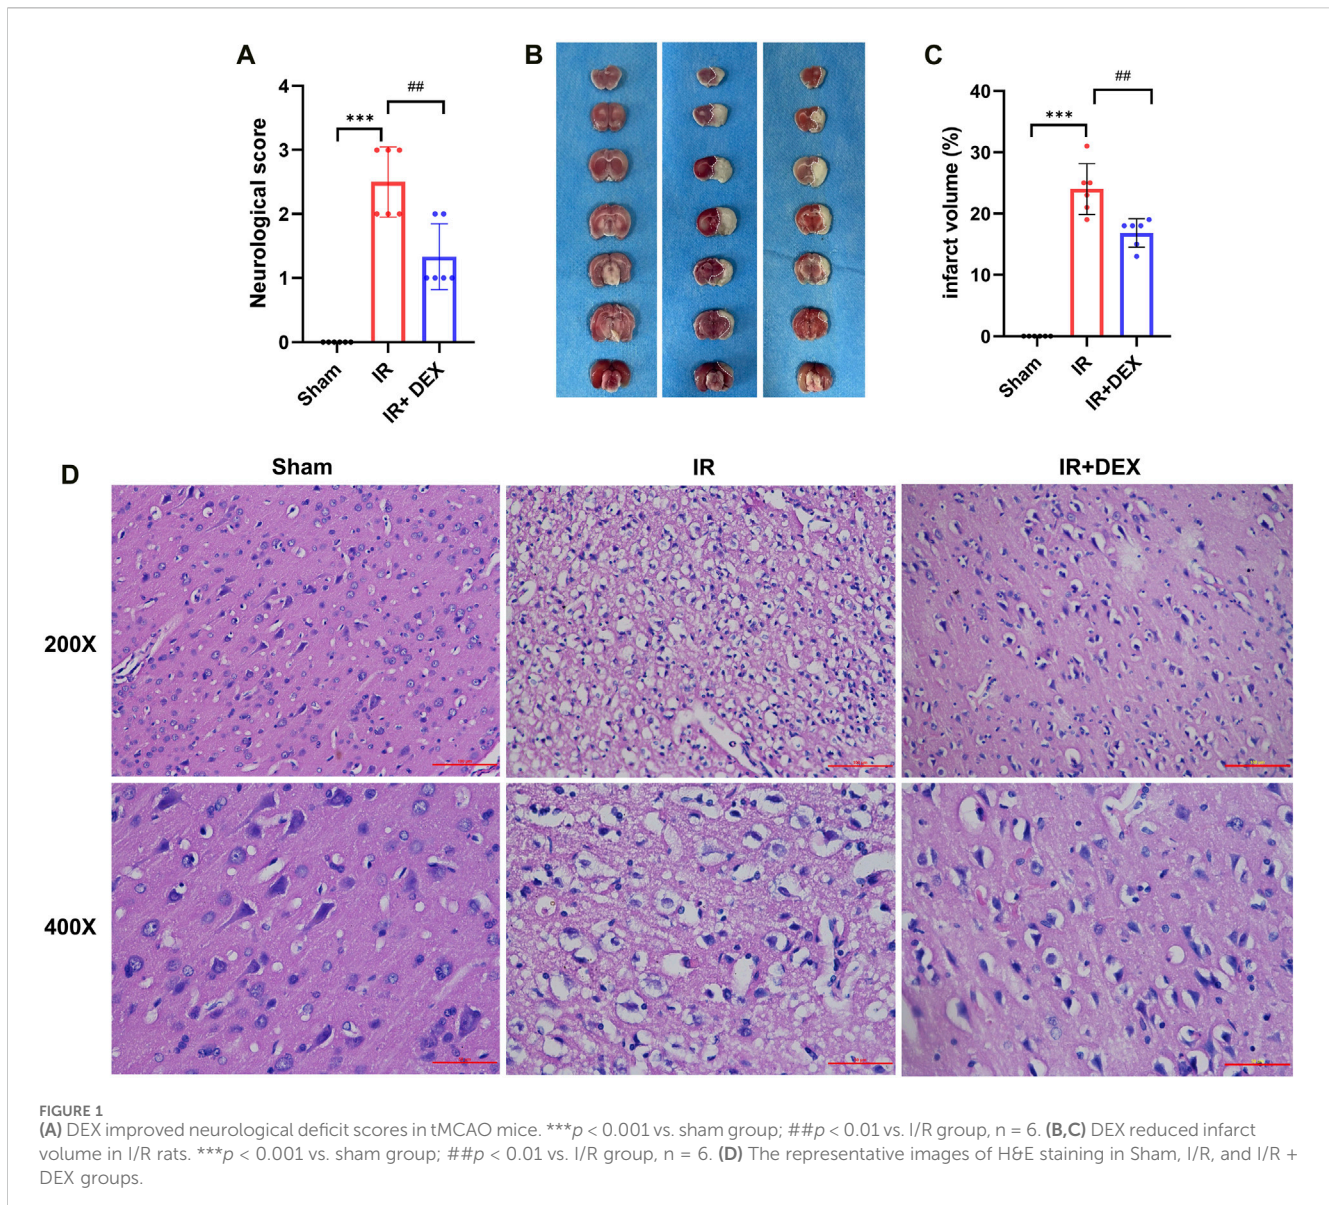 A
B
C
Neurological score
4
3
2
1
0
***
##
Sham
IR
IR+ DEX
infarct volume (%)
40
30
20
10
0
***
##
Sham
IR
IR+DEX
D
Sham
IR
IR+DEX
200X
400X
FIGURE 1
(A) DEX improved neurological deficit scores in tMCAO mice. ***p < 0.001 vs. sham group; ##p < 0.01 vs. I/R group, n = 6. (B,C) DEX reduced infarct
volume in I/R rats. ***p < 0.001 vs. sham group; ##p < 0.01 vs. I/R group, n = 6. (D) The representative images of H&E staining in Sham, I/R, and I/R +
DEX groups.